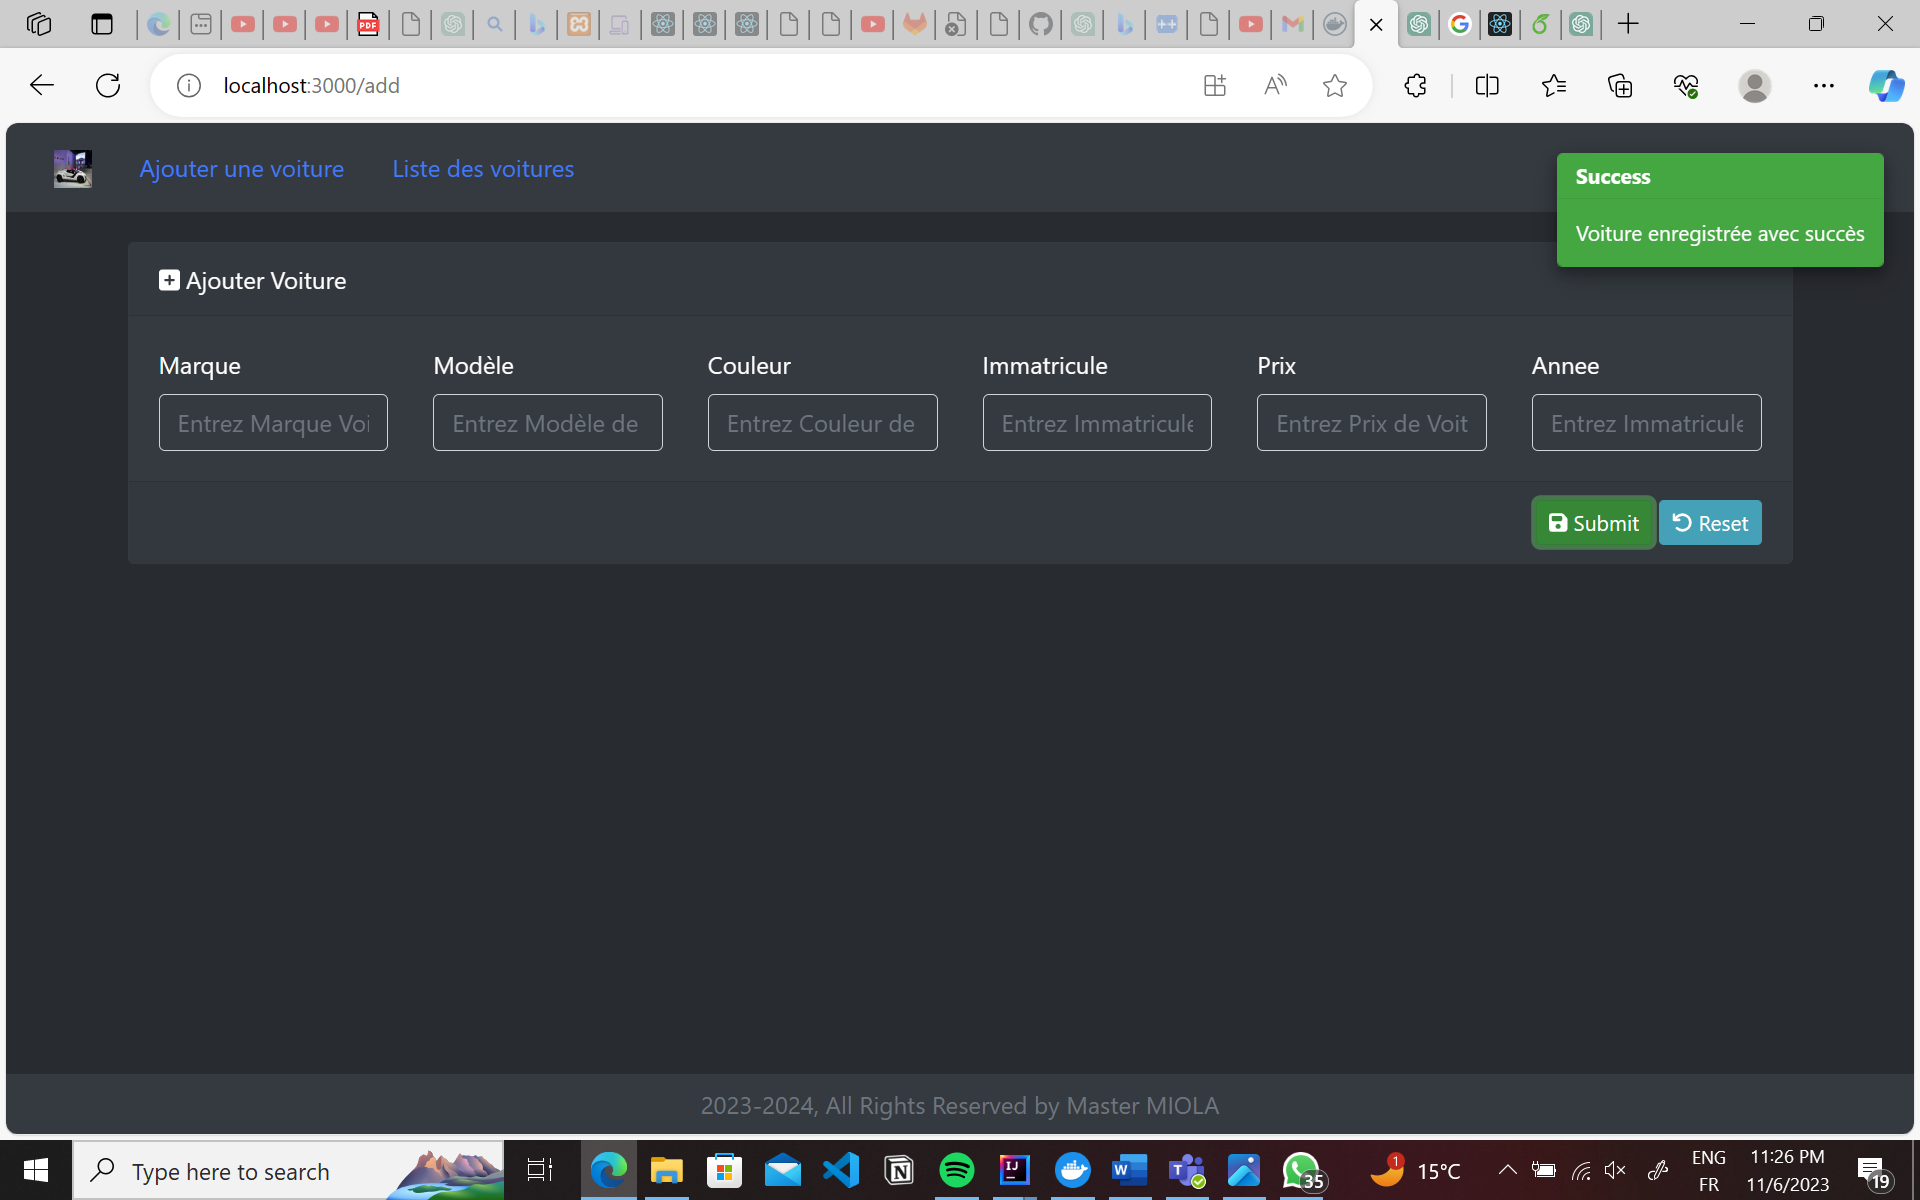 PDF
localhost:3000/add
Ajouter une voiture
Liste des voitures
Success
Voiture enregistrée avec succès
Ajouter Voiture
Marque
Modèle
Couleur
Immatricule
Prix
Annee
Entrez Marque Voi
Entrez Modèle de
Entrez Couleur de
Entrez Immatricule
Entrez Prix de Voit
Entrez Immatricule
Submit
Reset
2023-2024, All Rights Reserved by Master MIOLA
Type here to search
35
1
15°C
ENG
FR
11:26 PM
11/6/2023
19